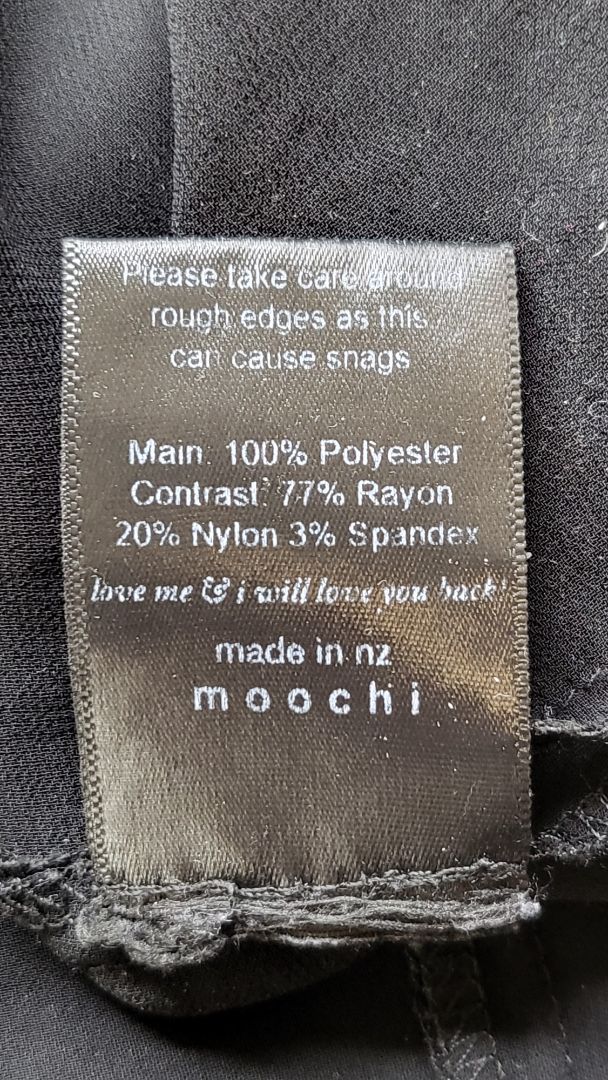 Please take care around
rough edges as this
can cause snags
Main: 100% Polyester
Contrast: 77% Rayon
20% Nylon 3% Spandex
love me & i will love you back!
made in nz
moochi